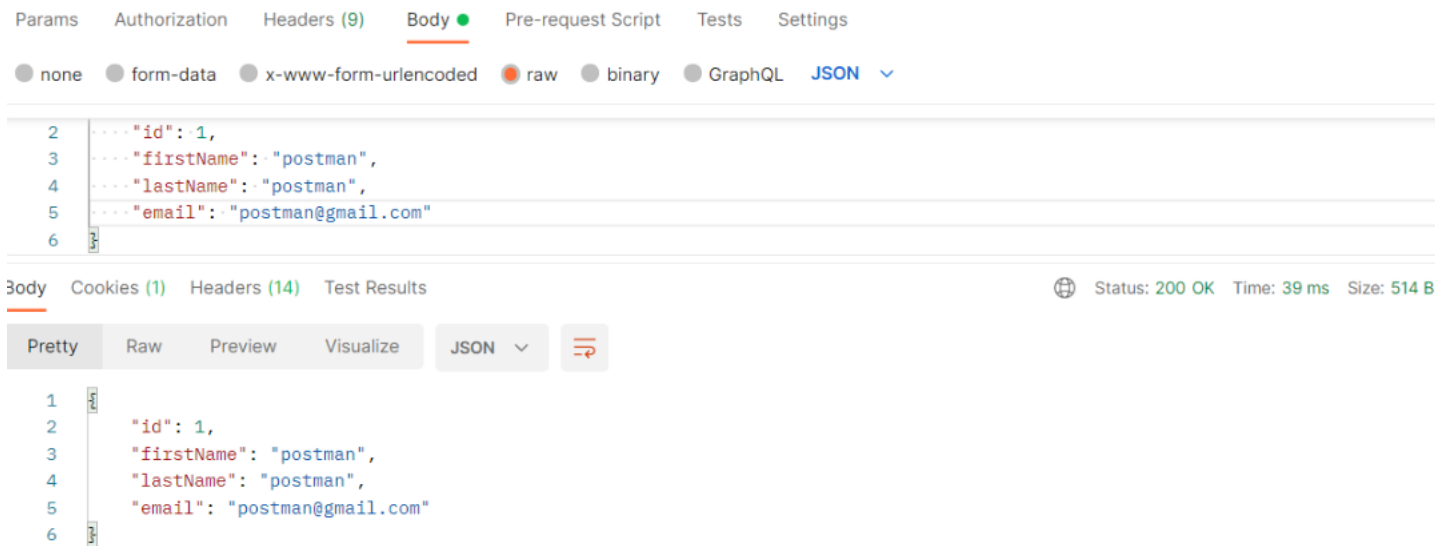 Params Authorization Headers (9) Body Pre-request Script Tests Settings
none form-data x-www-form-urlencoded raw binary GraphQL JSON
2 "id": 1,
3 "firstName": "postman",
4 "lastName": "postman",
5 "email": "postman@gmail.com"
6 }
Body Cookies (1) Headers (14) Test Results Status: 200 OK Time: 39 ms Size: 514 B
Pretty Raw Preview Visualize JSON
1 {
2 "id": 1,
3 "firstName": "postman",
4 "lastName": "postman",
5 "email": "postman@gmail.com"
6 }